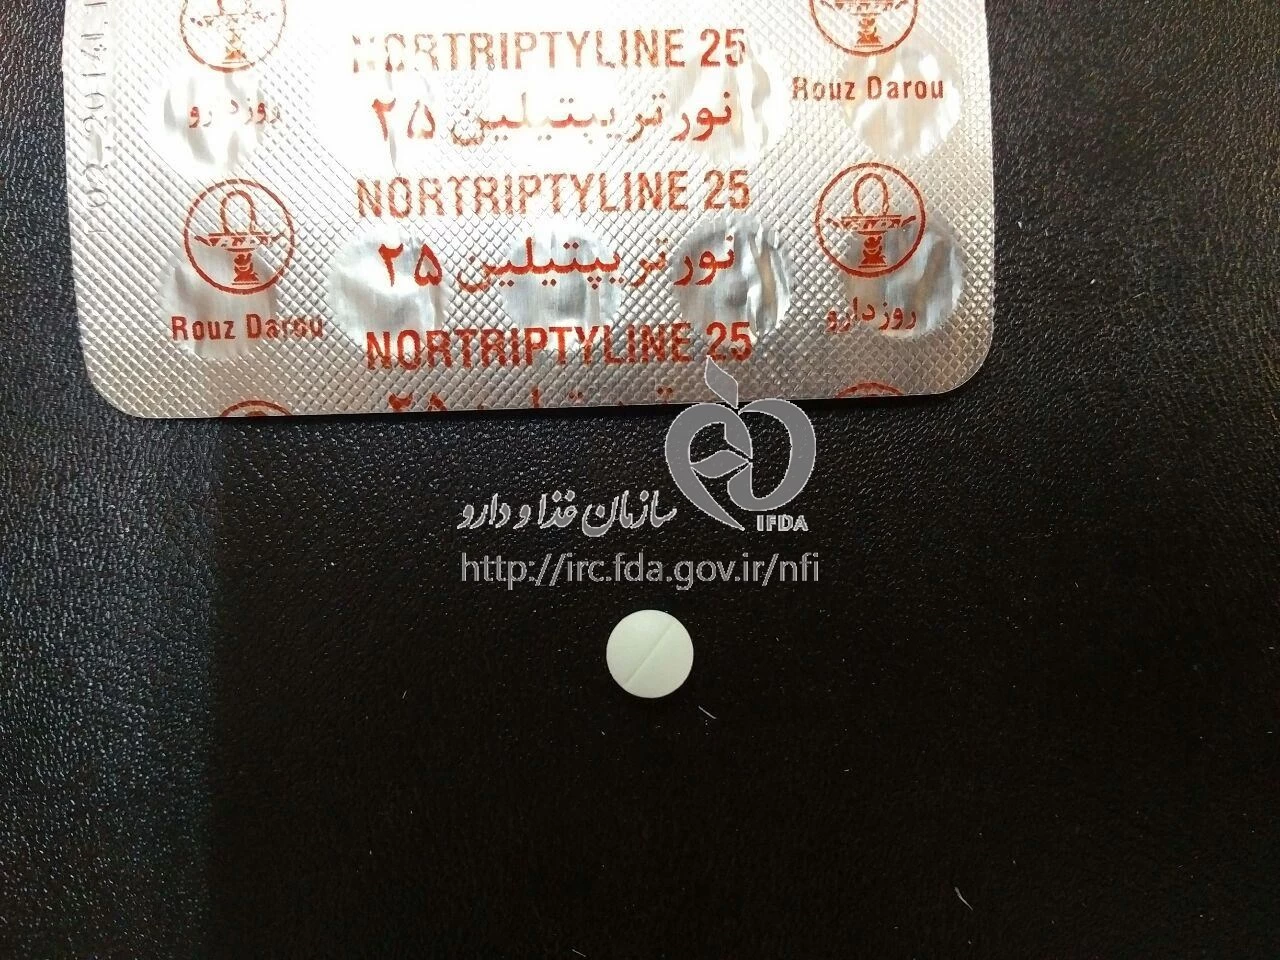 NORTRIPTYLINE 25
Rouz Darou
روزدارو
نورتریپتیلین ۲۵
NORTRIPTYLINE 25
نورتریپتیلین ۲۵
روزدارو
Rouz Darou
NORTRIPTYLINE 25
IFDA
سازمان غذا و دارو
http://irc.fda.gov.ir/nfi